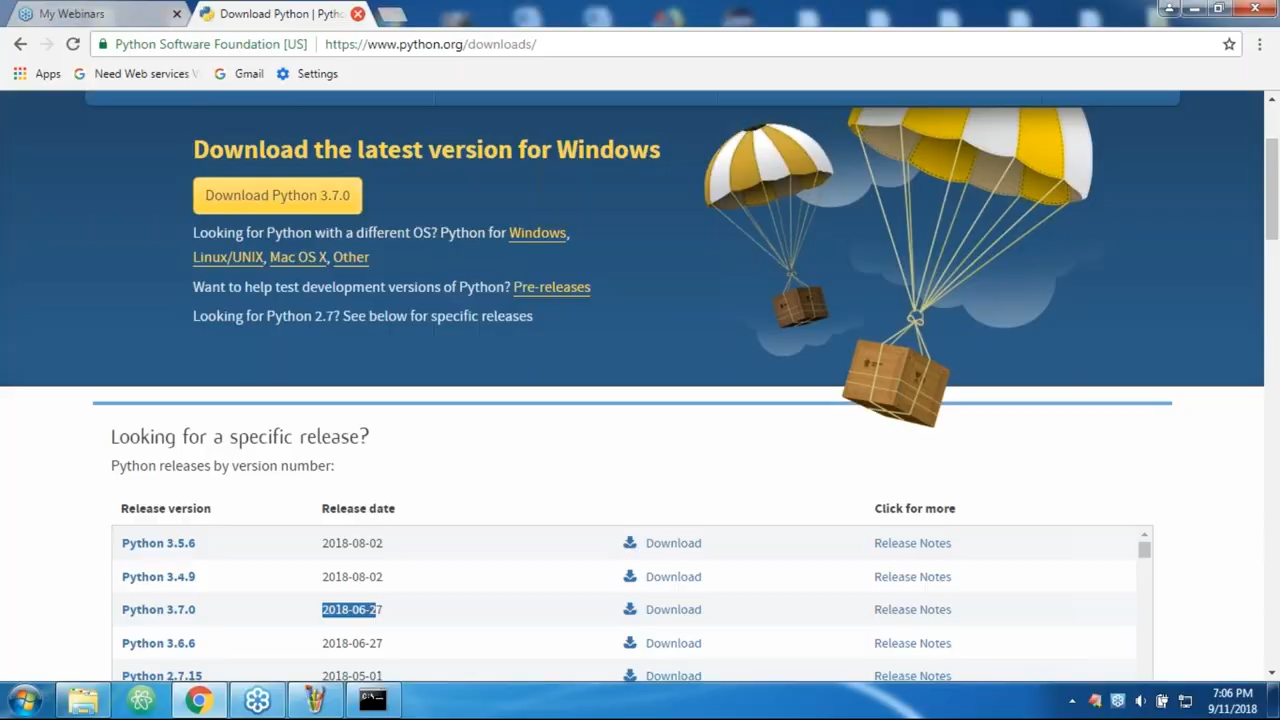 My Webinars
Download Python | Pyth
Python Software Foundation [US]
https://www.python.org/downloads/
Apps
Need Web services
Gmail
Settings
Download the latest version for Windows
Download Python 3.7.0
Looking for Python with a different OS? Python for Windows,
Linux/UNIX, Mac OS X, Other
Want to help test development versions of Python? Pre-releases
Looking for Python 2.7? See below for specific releases
Looking for a specific release?
Python releases by version number:
Release version Release date Click for more
Python 3.5.6 2018-08-02 Download Release Notes
Python 3.4.9 2018-08-02 Download Release Notes
Python 3.7.0 2018-06-27 Download Release Notes
Python 3.6.6 2018-06-27 Download Release Notes
Python 2.7.15 2018-05-01 Download Release Notes
7:06 PM
9/11/2018